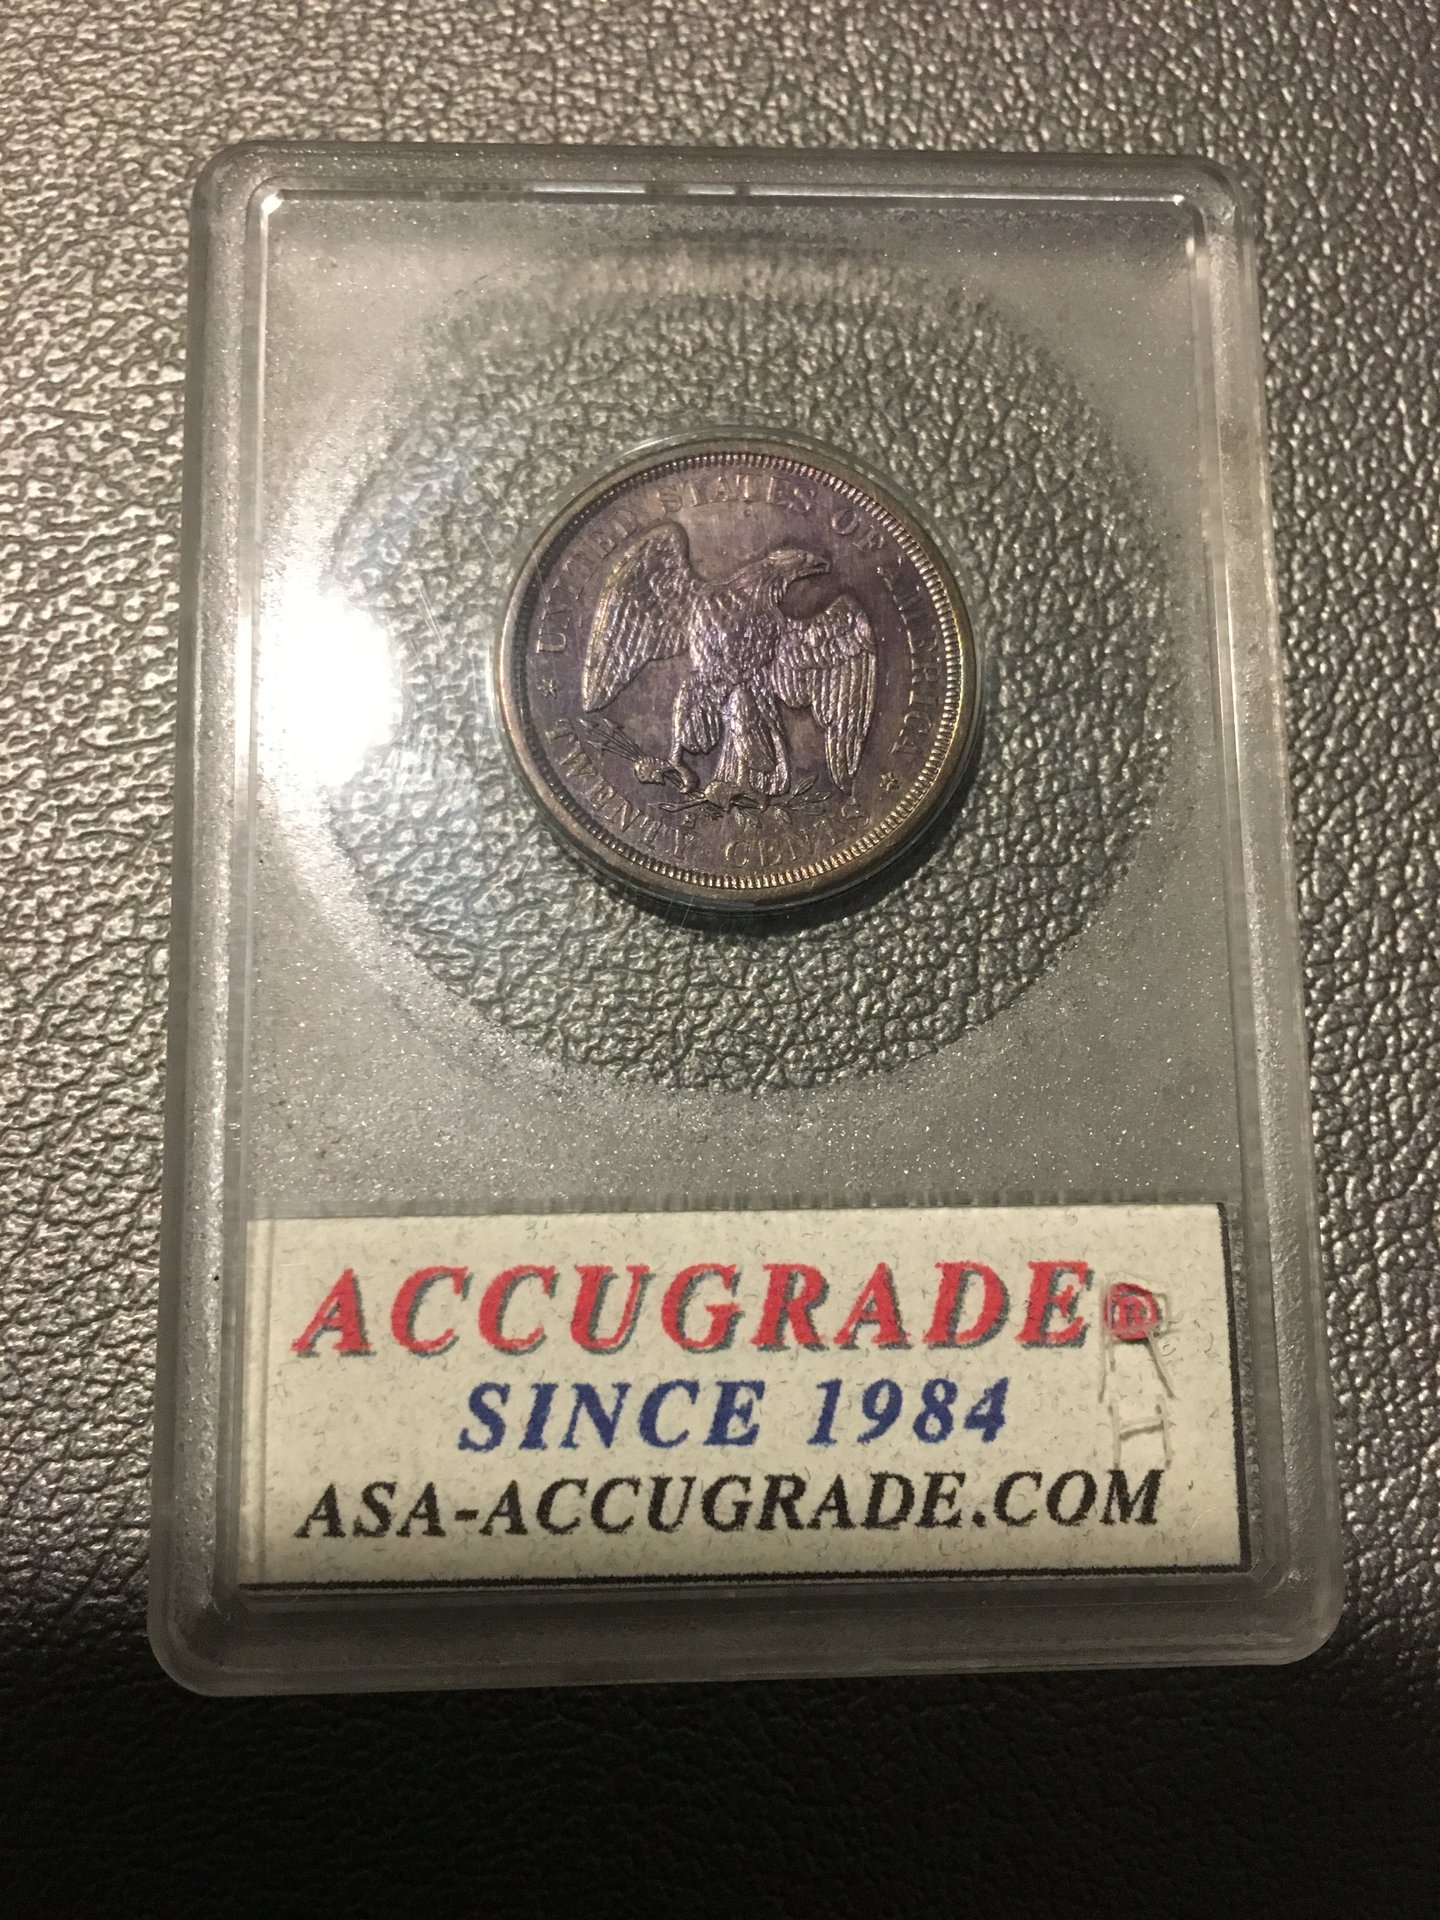 UNITED STATES OF AMERICA
TWENTY CENTS
ACCUGRADE®
SINCE 1984
ASA-ACCUGRADE.COM